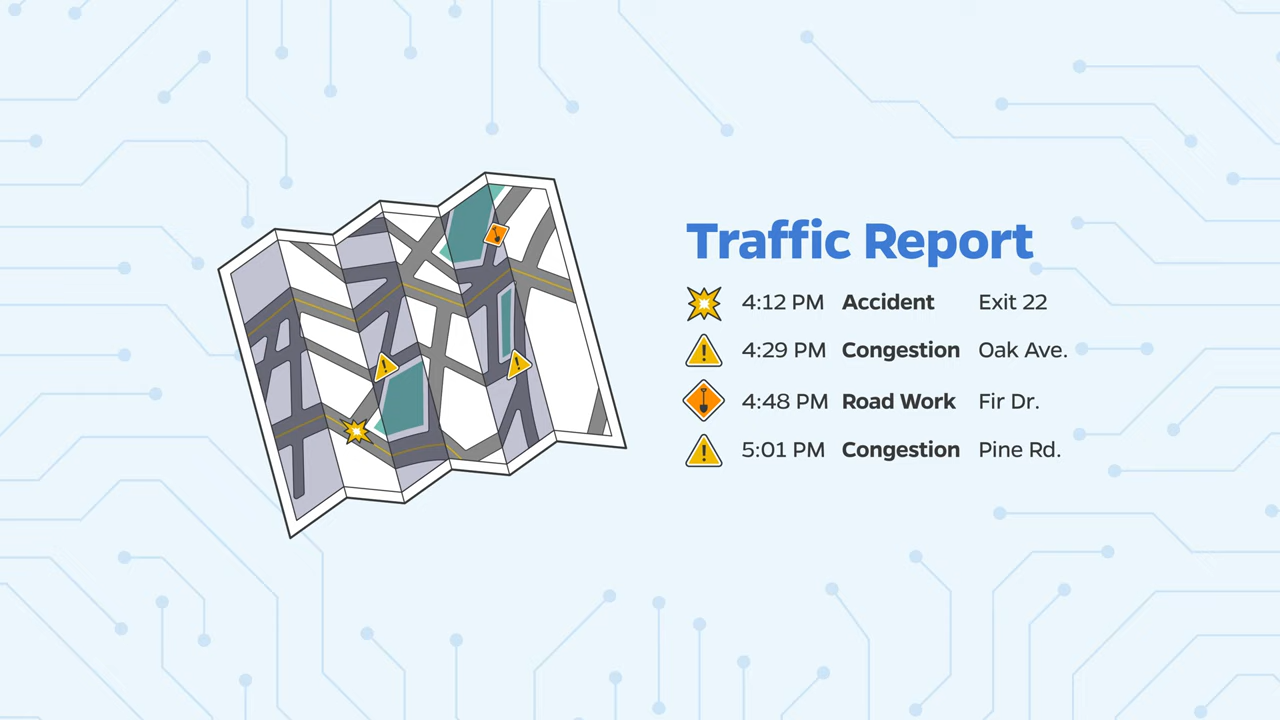 Traffic Report
4:12 PM Accident Exit 22
4:29 PM Congestion Oak Ave.
4:48 PM Road Work Fir Dr.
5:01 PM Congestion Pine Rd.